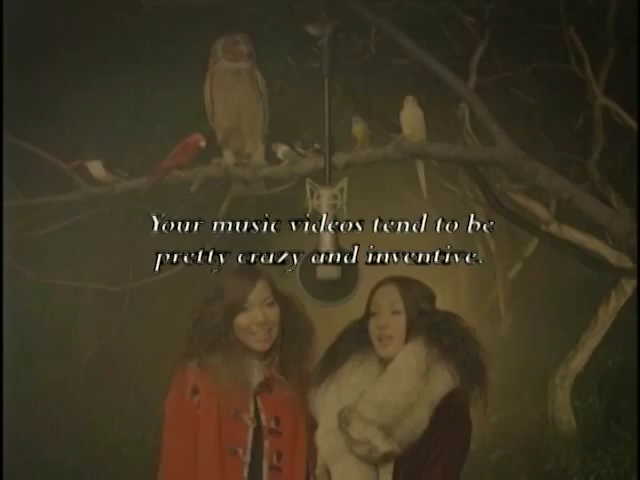 Your music videos tend to be
pretty crazy and inventive.